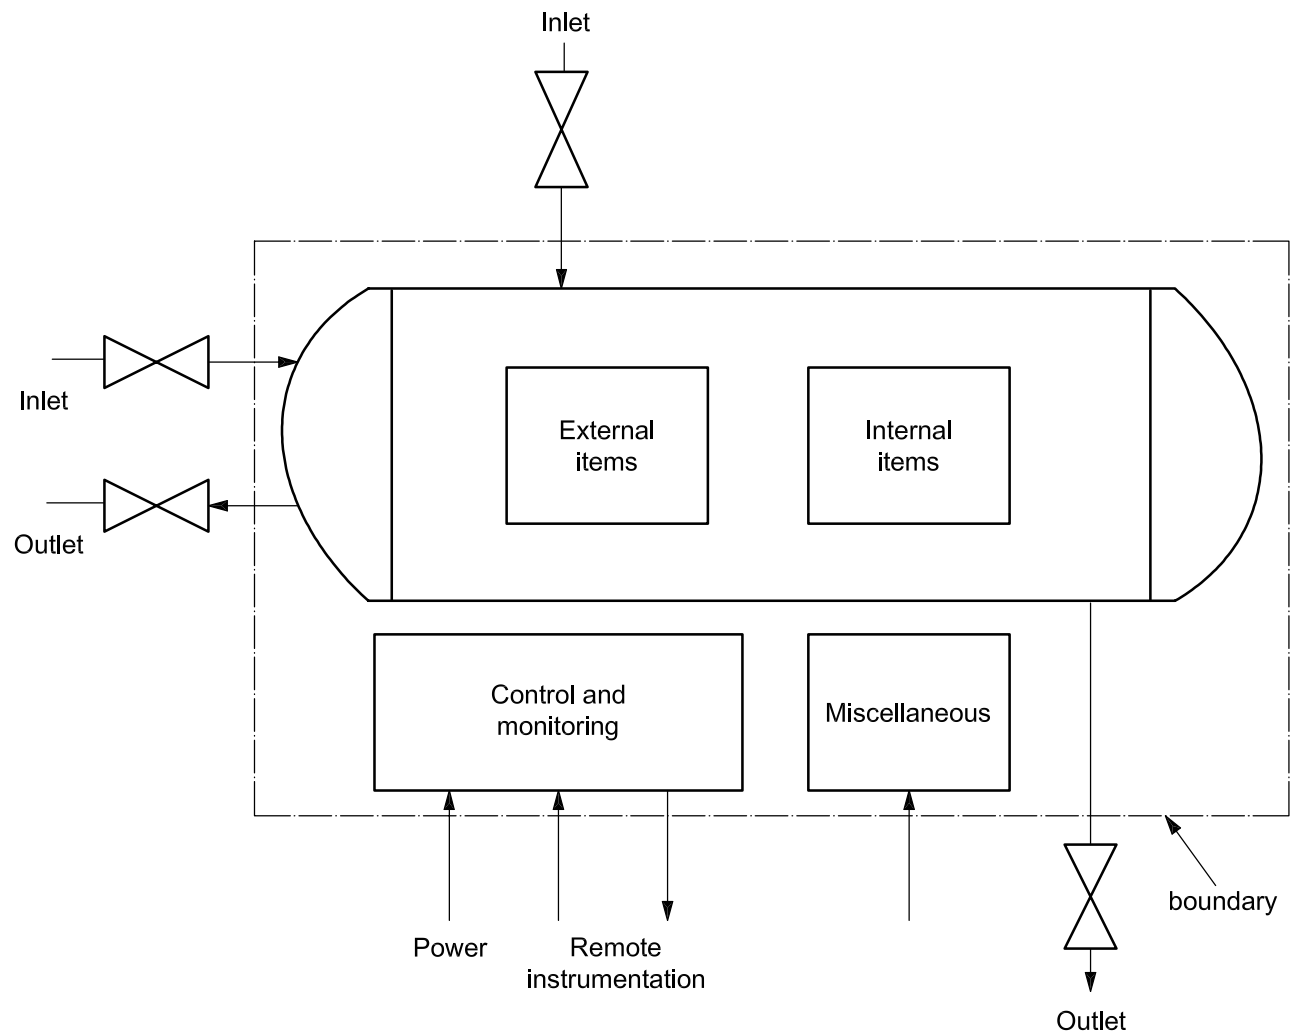 Inlet
Inlet
External
items
Internal
items
Outlet
Control and
monitoring
Miscellaneous
boundary
Power
Remote
instrumentation
Outlet